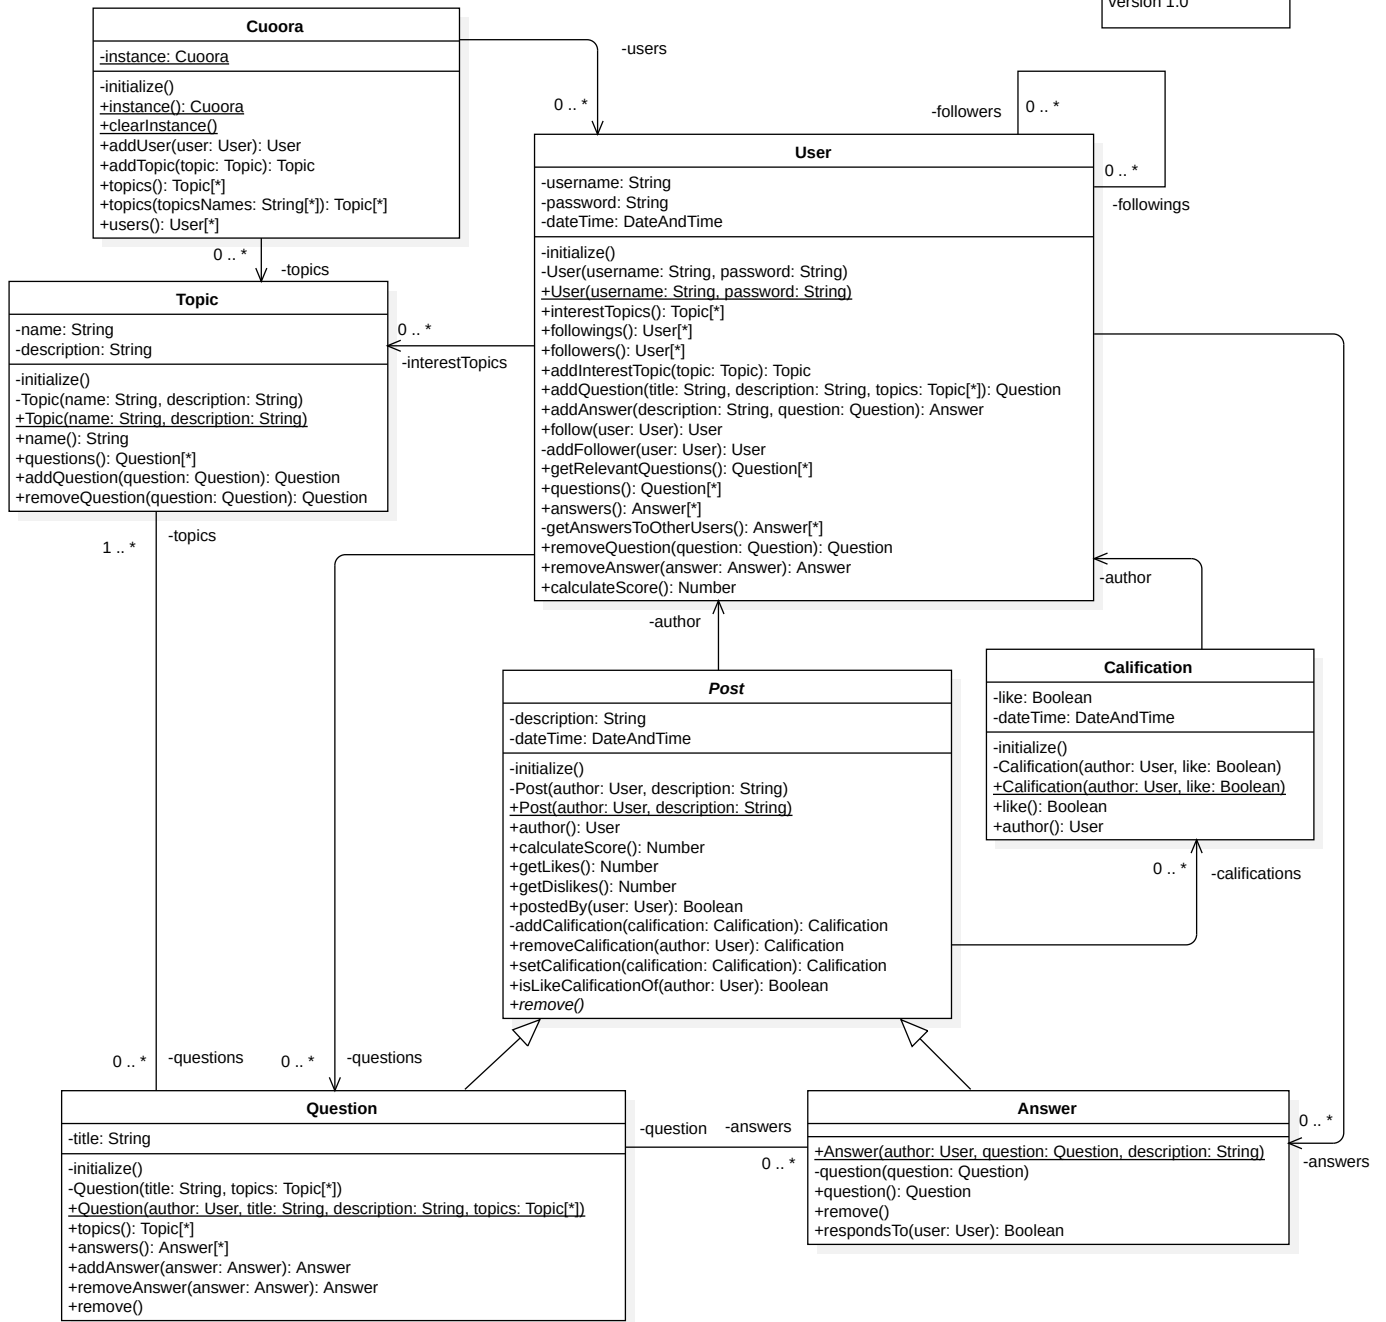 version 1.0
Cuoora
-instance: Cuoora
-initialize()
+instance(): Cuoora
+clearInstance()
+addUser(user: User): User
+addTopic(topic: Topic): Topic
+topics(): Topic[*]
+topics(topicsNames: String[*]): Topic[*]
+users(): User[*]
-users
0 .. *
-followers
0 .. *
0 .. *
-followings
0 .. *
-topics
User
-username: String
-password: String
-dateTime: DateAndTime
-initialize()
-User(username: String, password: String)
+User(username: String, password: String)
+interestTopics(): Topic[*]
+followings(): User[*]
+followers(): User[*]
+addInterestTopic(topic: Topic): Topic
+addQuestion(title: String, description: String, topics: Topic[*]): Question
+addAnswer(description: String, question: Question): Answer
+follow(user: User): User
-addFollower(user: User): User
+getRelevantQuestions(): Question[*]
+questions(): Question[*]
+answers(): Answer[*]
-getAnswersToOtherUsers(): Answer[*]
+removeQuestion(question: Question): Question
+removeAnswer(answer: Answer): Answer
+calculateScore(): Number
Topic
-name: String
-description: String
-initialize()
-Topic(name: String, description: String)
+Topic(name: String, description: String)
+name(): String
+questions(): Question[*]
+addQuestion(question: Question): Question
+removeQuestion(question: Question): Question
0 .. *
-interestTopics
-topics
1 .. *
-author
-author
Post
-description: String
-dateTime: DateAndTime
-initialize()
-Post(author: User, description: String)
+Post(author: User, description: String)
+author(): User
+calculateScore(): Number
+getLikes(): Number
+getDislikes(): Number
+postedBy(user: User): Boolean
-addCalification(calification: Calification): Calification
+removeCalification(author: User): Calification
+setCalification(calification: Calification): Calification
+isLikeCalificationOf(author: User): Boolean
+remove()
Calification
-like: Boolean
-dateTime: DateAndTime
-initialize()
-Calification(author: User, like: Boolean)
+Calification(author: User, like: Boolean)
+like(): Boolean
+author(): User
0 .. *
-califications
0 .. *
-questions
0 .. *
-questions
Question
-title: String
-initialize()
-Question(title: String, topics: Topic[*])
+Question(author: User, title: String, description: String, topics: Topic[*])
+topics(): Topic[*]
+answers(): Answer[*]
+addAnswer(answer: Answer): Answer
+removeAnswer(answer: Answer): Answer
+remove()
-question
-answers
0 .. *
Answer
+Answer(author: User, question: Question, description: String)
-question(question: Question)
+question(): Question
+remove()
+respondsTo(user: User): Boolean
0 .. *
-answers